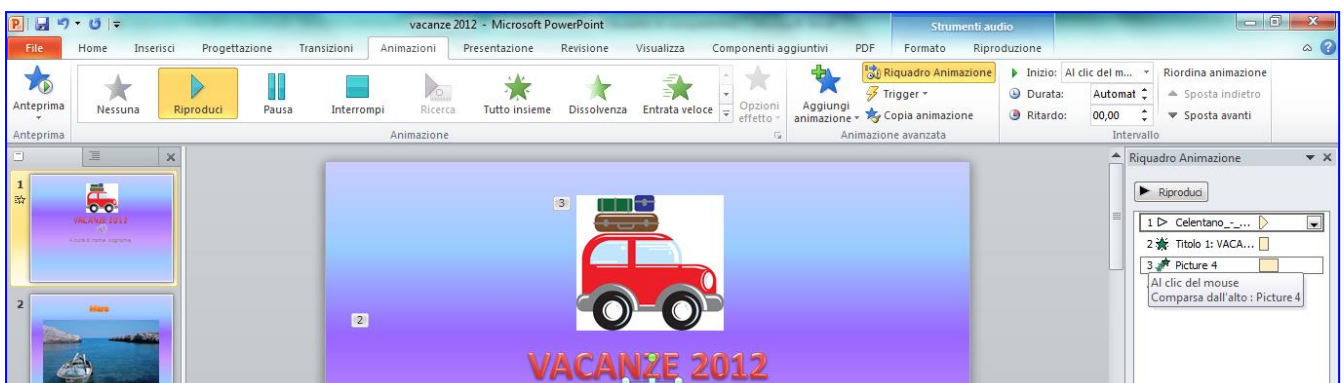 vacanze 2012 - Microsoft PowerPoint
Strumenti audio
File Home Inserisci Progettazione Transizioni Animazioni Presentazione Revisione Visualizza Componenti aggiuntivi PDF Formato Riproduzione
Anteprima
Nessuna Riproduci Pausa Interrompi Ricerca Tutto insieme Dissolvenza Entrata veloce
Opzioni effetto
Aggiungi animazione
Riquadro Animazione
Trigger
Copia animazione
Inizio: Al clic del m...
Durata: Automat
Ritardo: 00,00
Riordina animazione
Sposta indietro
Sposta avanti
Anteprima Animazione Animazione avanzata Intervallo
1
VACANZE 2012
2
Mare
3
2
VACANZE 2012
Riquadro Animazione
Riproduci
1 Celentano_-_...
2 Titolo 1: VACA...
3 Picture 4
Al clic del mouse
Comparsa dall'alto : Picture 4